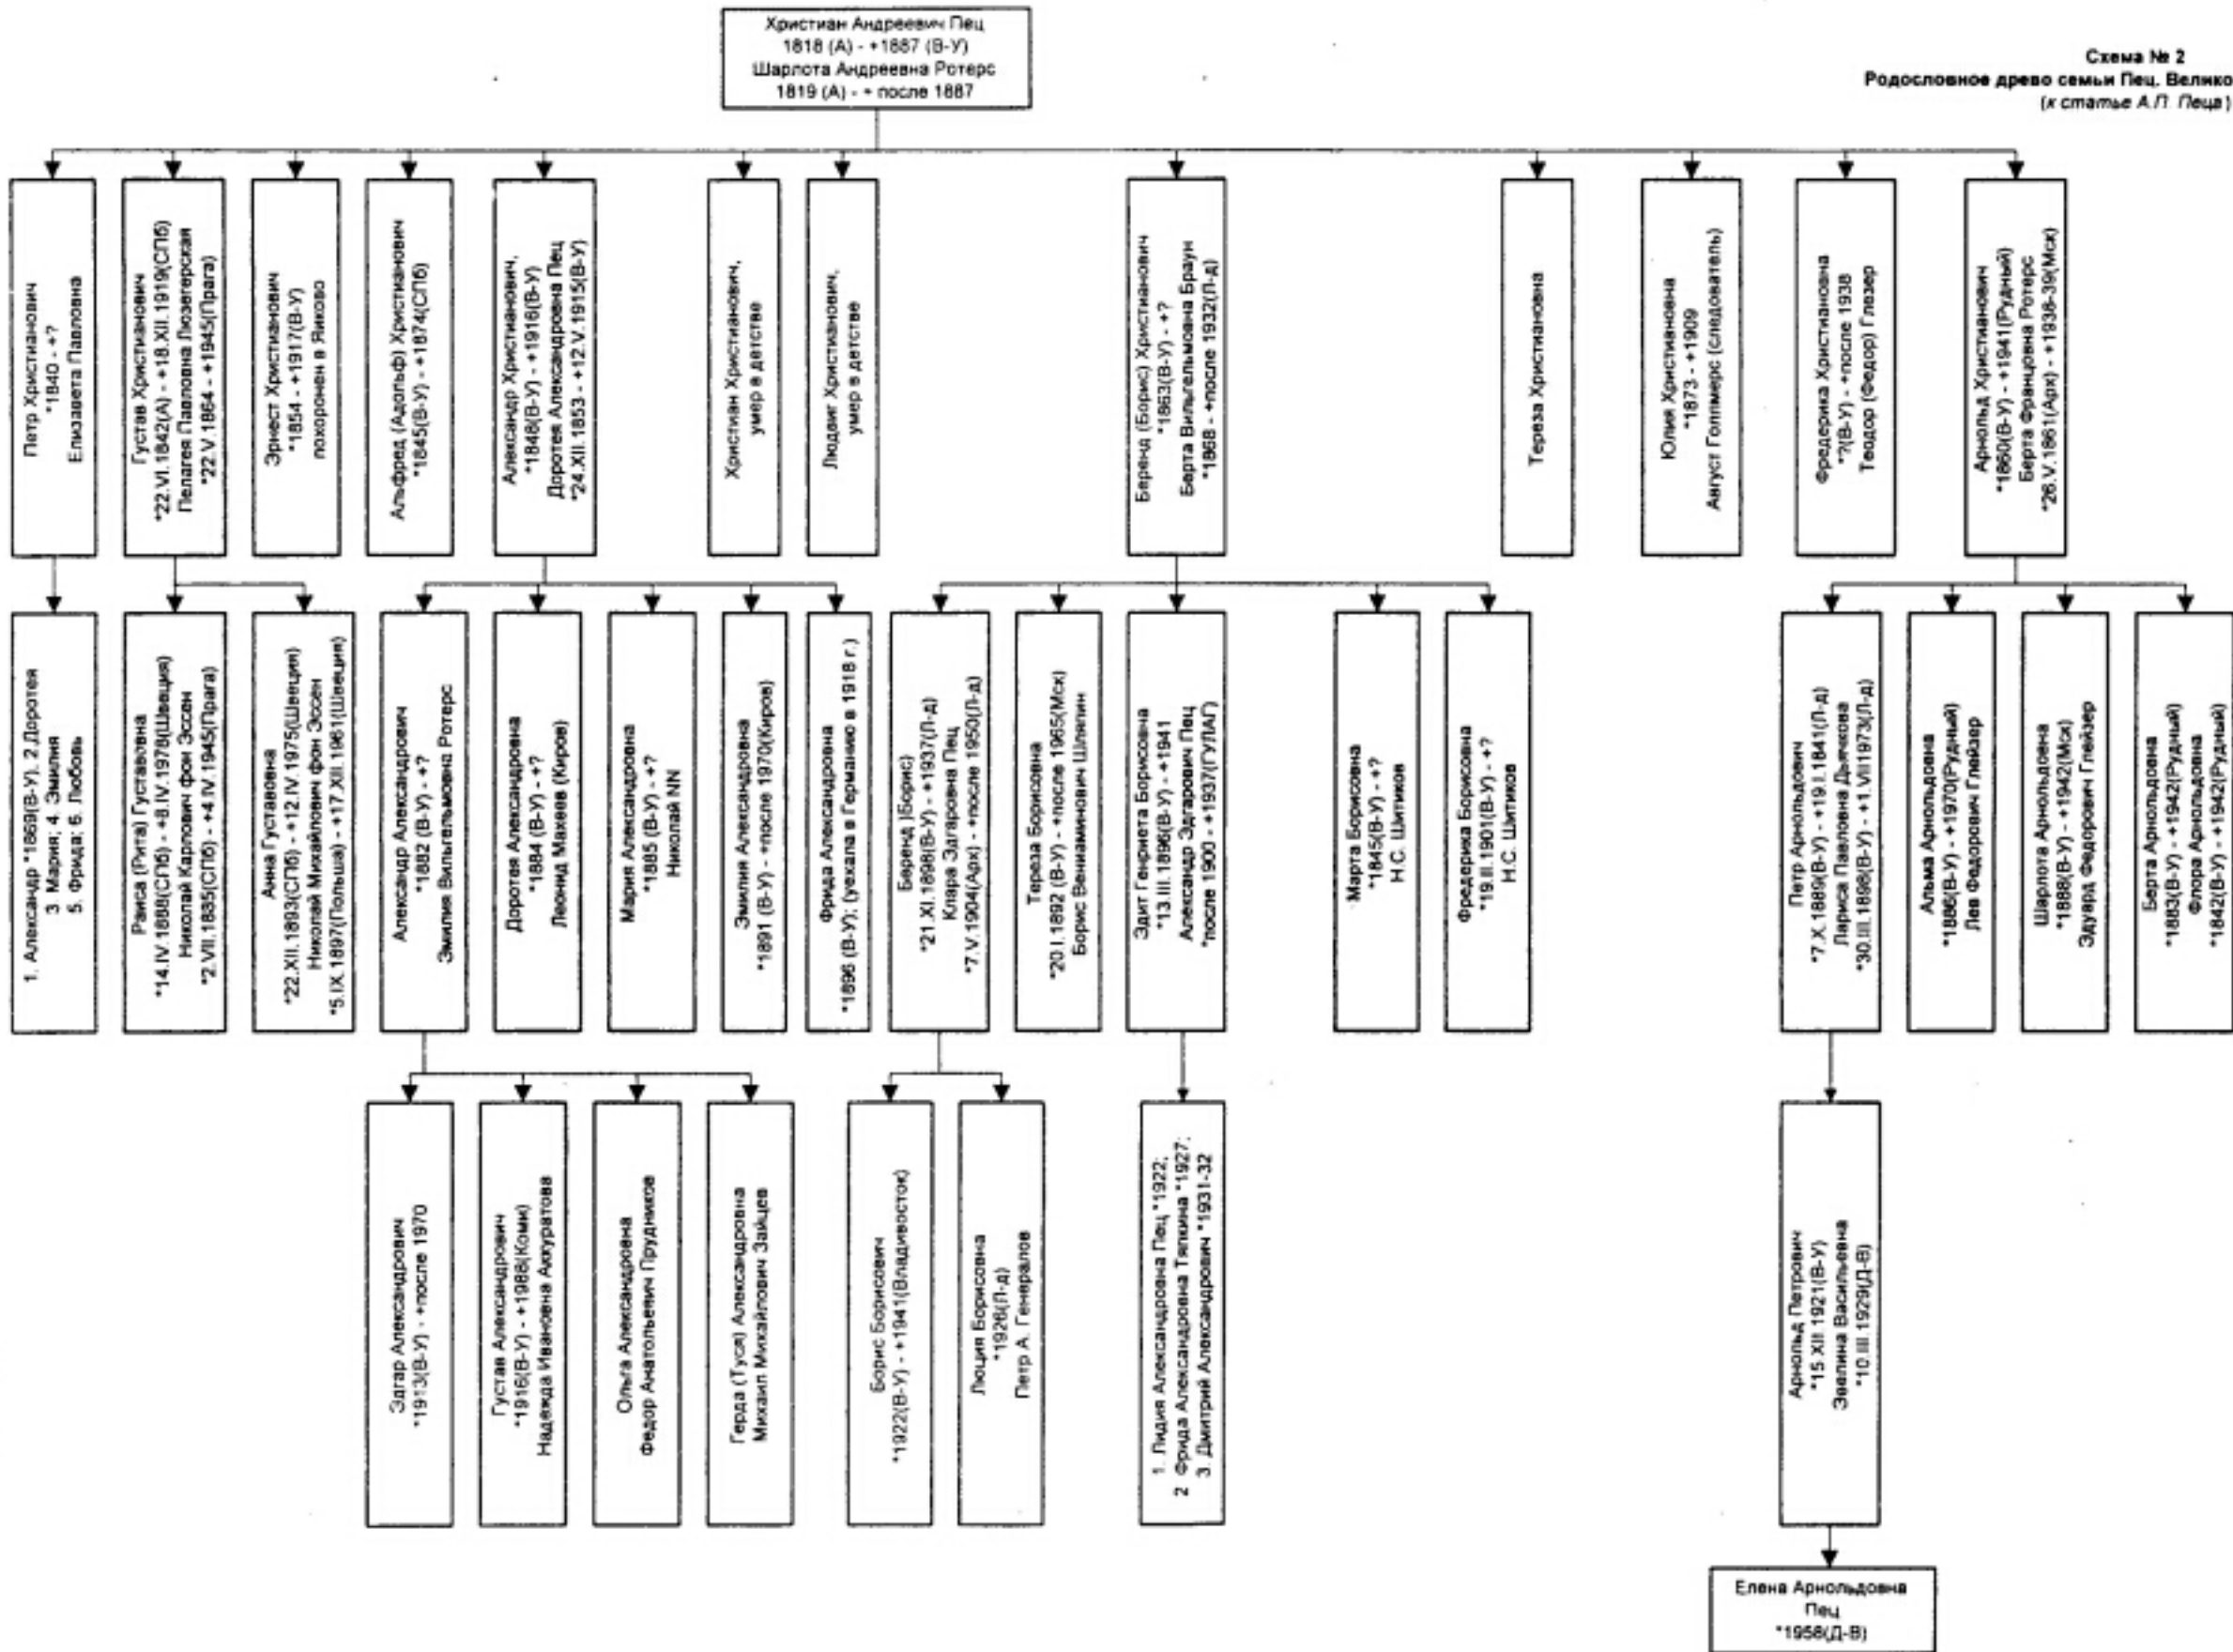 Христиан Андреевич Пец
1818 (А) - +1887 (В-У)
Шарлота Андреевна Ротерс
1819 (А) - + после 1887
Схема № 2
Родословное древо семьи Пец. Велико
(к статье А.П. Пеца)
Петр Христианович
*1840 - +?
Елизавета Павловна
Густав Христианович
*22.VI.1842(А) - +18.XII.1919(СПб)
Пелагея Павловна Люзегерская
*22.V.1864 - +1945(Прага)
Эрнест Христианович
*1854 - +1917(В-У)
похоронен в Яиково
Альфред (Адольф) Христианович
*1845(В-У) - +1874(СПб)
Александр Христианович,
*1848(В-У) - +1916(В-У)
Доротея Александровна Пец
*24.XII.1853 - +12.V.1915(В-У)
Христиан Христианович,
умер в детстве
Людвиг Христианович,
умер в детстве
Беренд (Борис) Христианович
*1863(В-У) - +?
Берта Вильгельмовна Браун
*1868 - +после 1932(Л-д)
Тереза Христиановна
Юлия Христиановна
*1873 - +1909
Август Голлмерс (следователь)
Фредерика Христиановна
*?(В-У) - +после 1938
Теодор (Федор) Глезер
Арнольд Христианович
*1860(В-У) - +1941(Рудный)
Берта Францовна Ротерс
*26.V.1861(Арх) - +1938-39(Мск)
1. Александр *1869(В-У). 2 Доротея
3 Мария; 4. Эмилия
5. Фрида; 6. Любовь
Раиса (Рита) Густавовна
*14.IV.1888(СПб) - +8.IV.1978(Швеция)
Николай Карлович фон Эссен
*2.VII.1885(СПб) - +4.IV.1945(Прага)
Анна Густавовна
*22.XII.1893(СПб) - +12.IV.1975(Швеция)
Николай Михайлович фон Эссен
*5.IX.1897(Польша) - +17.XII.1961(Швеция)
Александр Александрович
*1882 (В-У) - +?
Эмилия Вильгельмовна Ротерс
Доротея Александровна
*1884 (В-У) - +?
Леонид Махеев (Киров)
Мария Александровна
*1885 (В-У) - +?
Николай NN
Эмилия Александровна
*1891 (В-У) - +после 1970(Киров)
Фрида Александровна
*1896 (В-У); (уехала в Германию в 1918 г.)
Беренд )Борис)
*21.XI.1898(В-У) - +1937(Л-д)
Клара Эдгаровна Пец
*7.V.1904(Арх) - +после 1950(Л-д)
Тереза Борисовна
*20.I.1892 (В-У) - +после 1965(Мск)
Борис Вениаминович Шляпин
Эдит Генриета Борисовна
*13.III.1896(В-У) - +1941
Александр Эдгарович Пец
*после 1900 - +1937(ГУЛАГ)
Марта Борисовна
*1845(В-У) - +?
Н.С. Шитиков
Фредерика Борисовна
*19.II.1901(В-У) - +?
Н.С. Шитиков
Петр Арнольдович
*7.X.1889(В-У) - +19.I.1841(Л-д)
Лариса Павловна Дьячкова
*30.III.1898(В-У) - +1.VII1973(Л-д)
Альма Арнольдовна
*1886(В-У) - +1970(Рудный)
Лев Федорович Глейзер
Шарлота Арнольдовна
*1888(В-У) - +1942(Мск)
Эдуард Федорович Глейзер
Берта Арнольдовна
*1883(В-У) - +1942(Рудный)
Флора Арнольдовна
*1842(В-У) - +1942(Рудный)
Эдгар Александрович
*1913(В-У) - +после 1970
Густав Александрович
*1916(В-У) - +1988(Коми)
Надежда Ивановна Аккуратова
Ольга Александровна
Федор Анатольевич Прудников
Герда (Туся) Александровна
Михаил Михайлович Зайцев
Борис Борисович
*1922(В-У) - +1941(Владивосток)
Люция Борисовна
*1926(Л-д)
Петр А. Генералов
1. Лидия Александровна Пец *1922;
2 Фрида Александровна Тяпкина *1927;
3. Дмитрий Александрович *1931-32
Арнольд Петрович
*15 XII 1921(В-У)
Эвелина Васильевна
*10.III.1929(Д-В)
Елена Арнольдовна
Пец
*1958(Д-В)